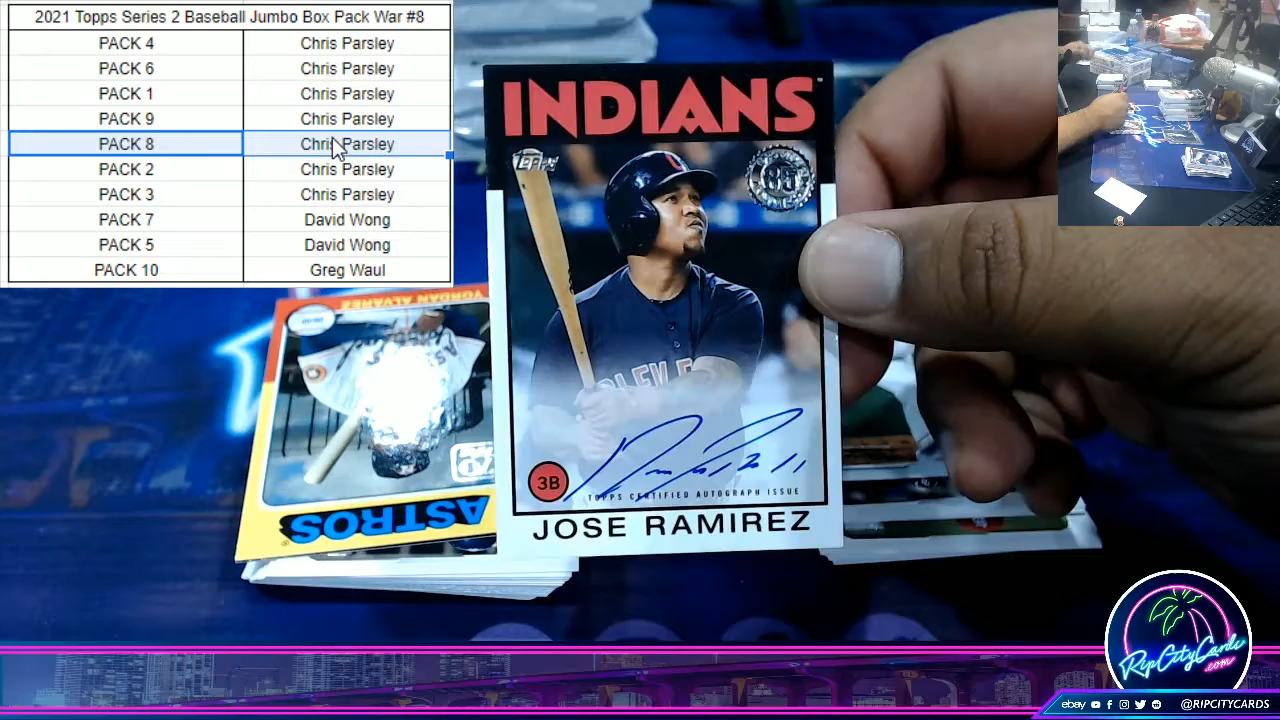 2021 Topps Series 2 Baseball Jumbo Box Pack War #8
PACK 4 Chris Parsley
PACK 6 Chris Parsley
PACK 1 Chris Parsley
PACK 9 Chris Parsley
PACK 8 Chris Parsley
PACK 2 Chris Parsley
PACK 3 Chris Parsley
PACK 7 David Wong
PACK 5 David Wong
PACK 10 Greg Waul
INDIANS
TOPPS
3B
TOPPS CERTIFIED AUTOGRAPH ISSUE
JOSE RAMIREZ
YORDAN ALVAREZ
ASTROS
RipCityCards
.com
ebay @RIPCITYCARDS